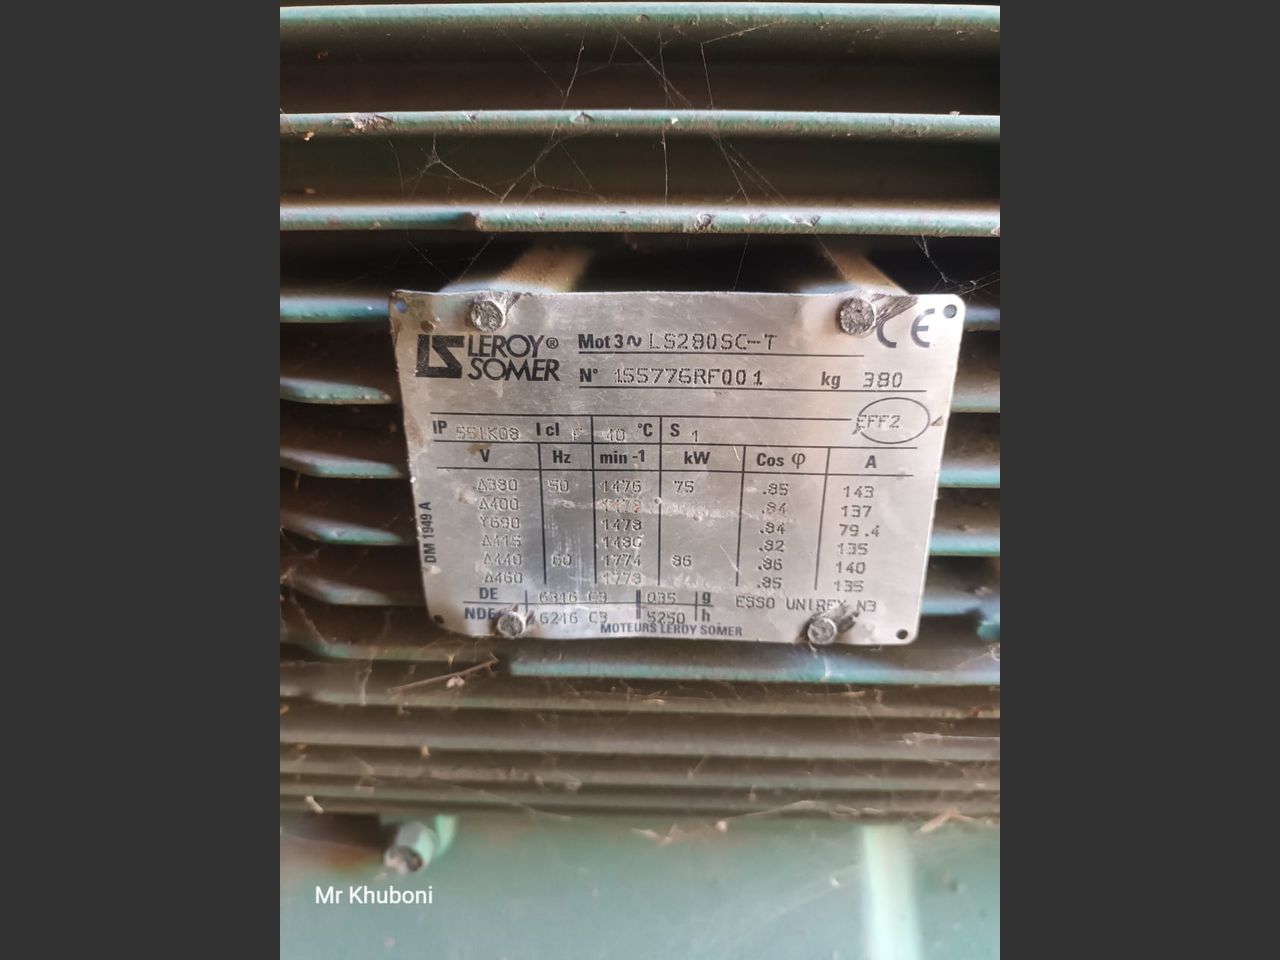 LEROY® SOMER
Mot 3~ LS280SC-T
N° 155776RF001 kg 380
EFF2
IP 55IK08 I cl F 40 °C S 1
V Hz min -1 kW Cos φ A
Δ380 50 1476 75 .85 143
Δ400 .84 137
Y690 1478 .84 79.4
Δ415 1480 .82 135
Δ440 60 1774 86 .86 140
Δ460 .85 135
DE 6316 C3 035 g ESSO UNIREX N3
NDE 6216 C3 5250 h
MOTEURS LEROY SOMER
DM 1949 A
CE
Mr Khuboni